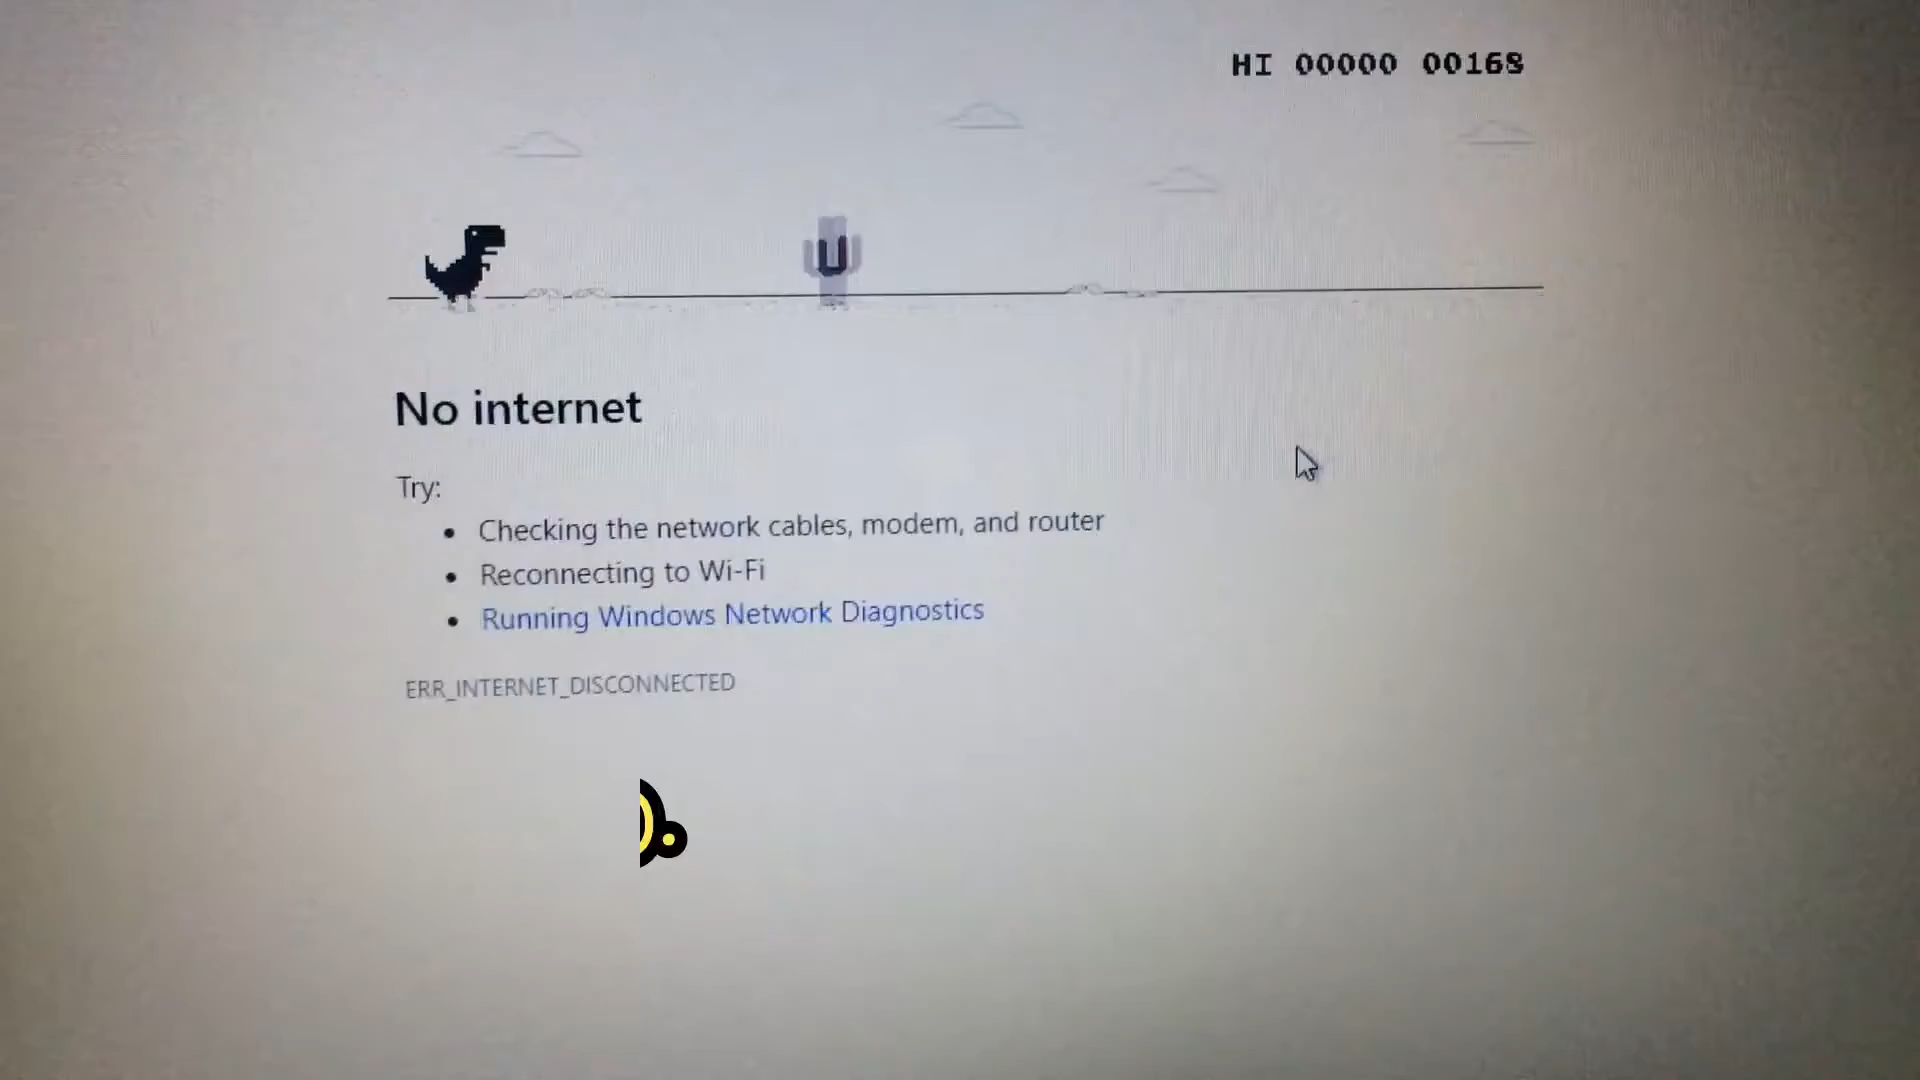 HI 00000 00168
No internet
Try:
• Checking the network cables, modem, and router
• Reconnecting to Wi-Fi
• Running Windows Network Diagnostics
ERR_INTERNET_DISCONNECTED